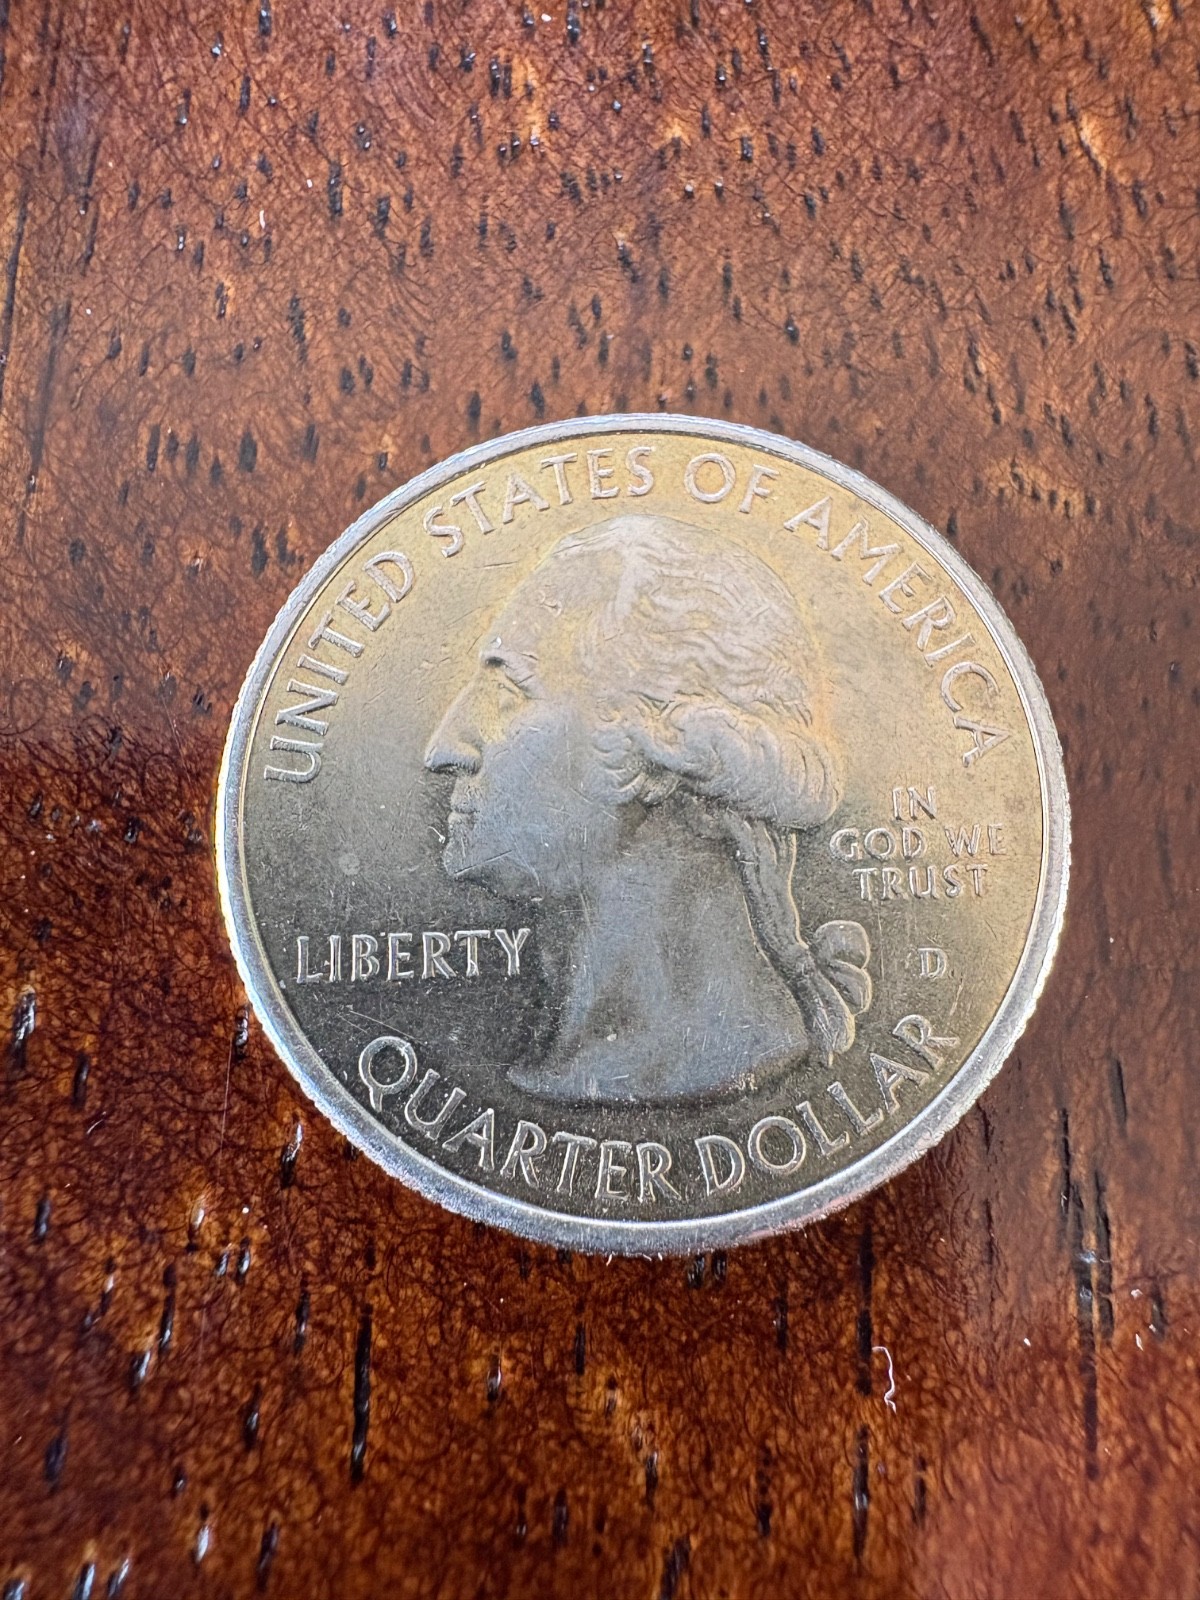 UNITED STATES OF AMERICA
LIBERTY
IN
GOD WE
TRUST
D
QUARTER DOLLAR